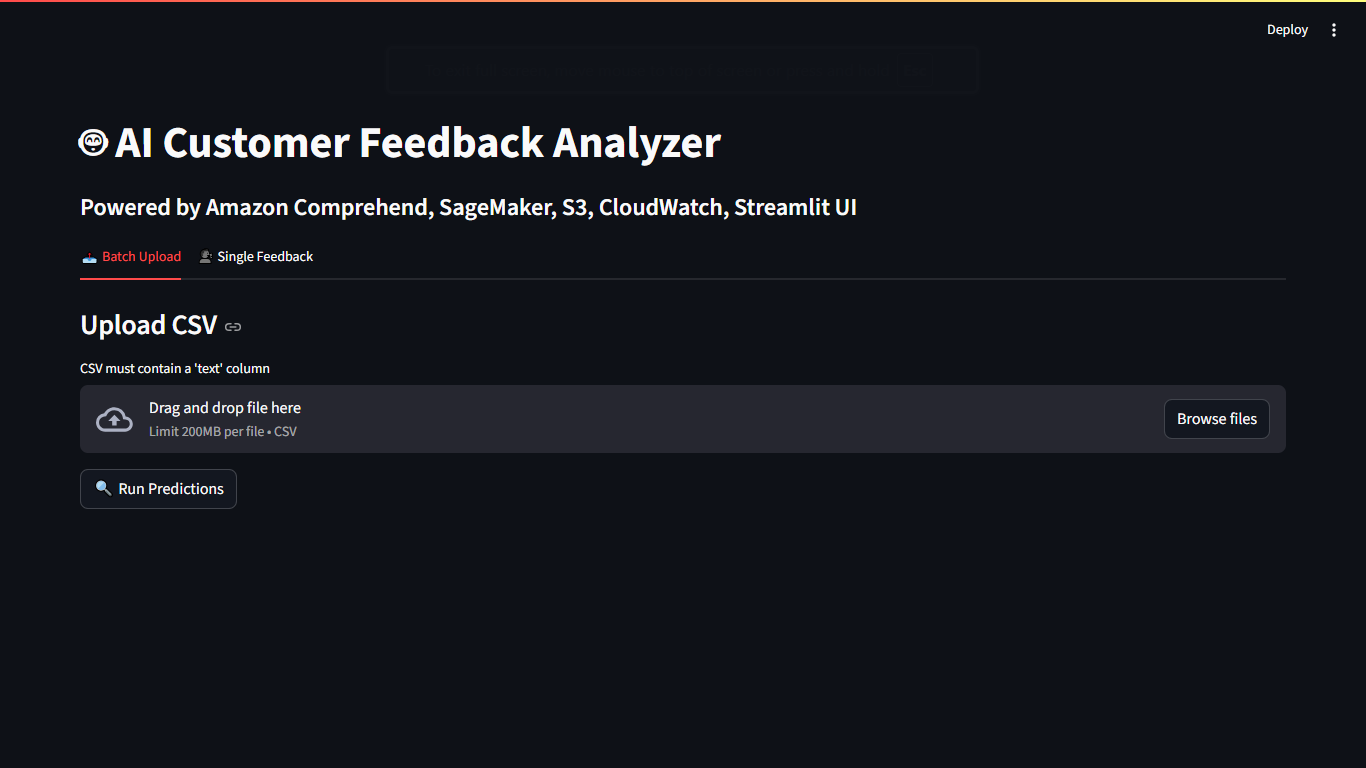 Deploy
AI Customer Feedback Analyzer
Powered by Amazon Comprehend, SageMaker, S3, CloudWatch, Streamlit UI
Batch Upload Single Feedback
Upload CSV
CSV must contain a 'text' column
Drag and drop file here
Limit 200MB per file • CSV
Browse files
Run Predictions